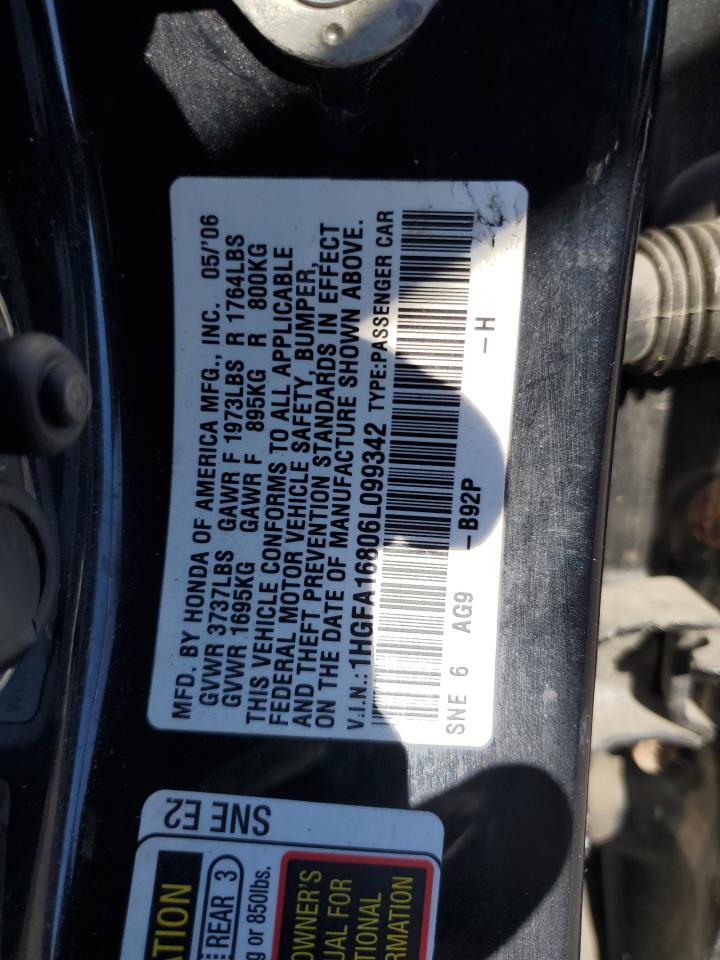 MFD. BY HONDA OF AMERICA MFG., INC. 05/'06
GVWR 3737LBS GAWR F 1973LBS R 1764LBS
GVWR 1695KG GAWR F 895KG R 800KG
THIS VEHICLE CONFORMS TO ALL APPLICABLE
FEDERAL MOTOR VEHICLE SAFETY, BUMPER,
AND THEFT PREVENTION STANDARDS IN EFFECT
ON THE DATE OF MANUFACTURE SHOWN ABOVE.
V.I.N.: 1HGFA16806L099342 TYPE:PASSENGER CAR
SNE 6 AG9 -B92P -H
SNE E2
ATION
REAR 3
g or 850lbs.
OWNER'S
UAL FOR
TIONAL
RMATION